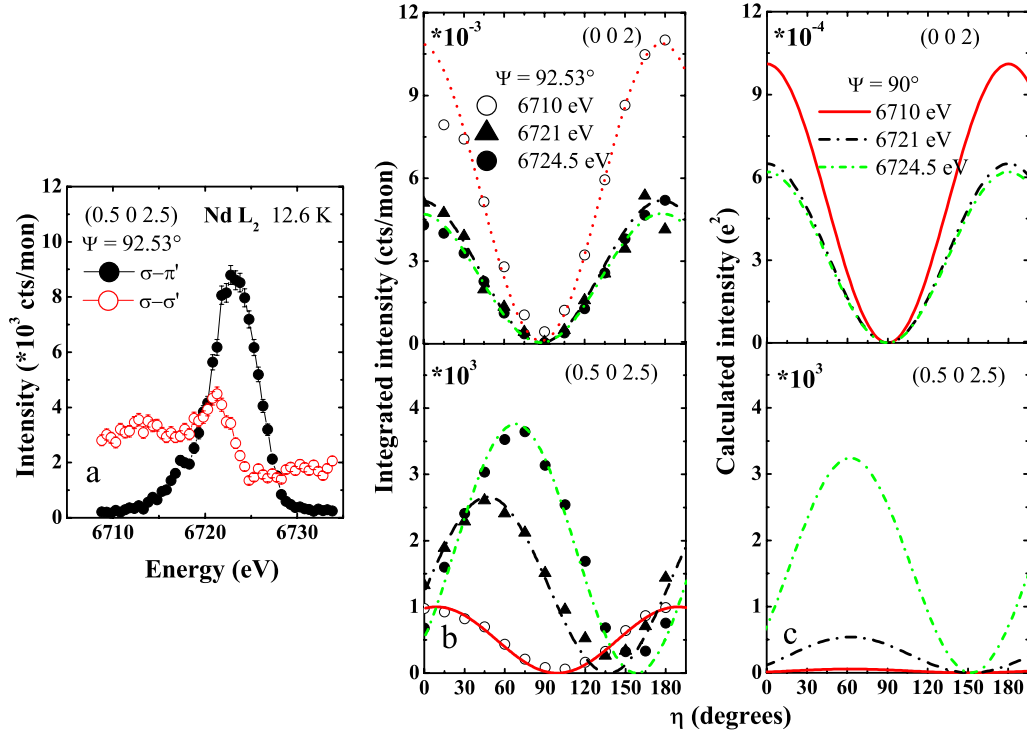 (0.5 0 2.5) Nd L2 12.6 K
Ψ = 92.53°
σ−π'
σ−σ'
a
10
8
6
4
2
0
6710 6720 6730
Intensity (*10³ cts/mon)
Energy (eV)
*10⁻³ (0 0 2)
Ψ = 92.53°
6710 eV
6721 eV
6724.5 eV
12
9
6
3
0
*10³ (0.5 0 2.5)
b
4
3
2
1
0
0 30 60 90 120 150 180
Integrated intensity (cts/mon)
*10⁻⁴ (0 0 2)
Ψ = 90°
6710 eV
6721 eV
6724.5 eV
12
9
6
3
0
*10³ (0.5 0 2.5)
c
4
3
2
1
0
0 30 60 90 120 150 180
Calculated intensity (e²)
η (degrees)